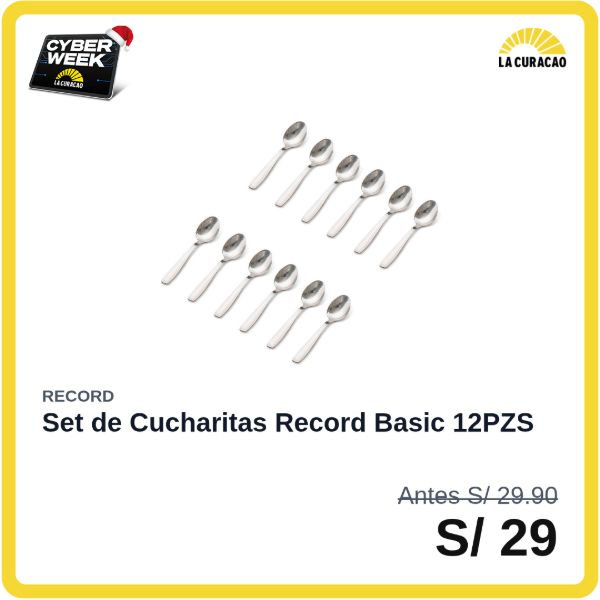 CYBER
WEEK
LA CURACAO
LA CURACAO
RECORD
Set de Cucharitas Record Basic 12PZS
Antes S/ 29.90
S/ 29